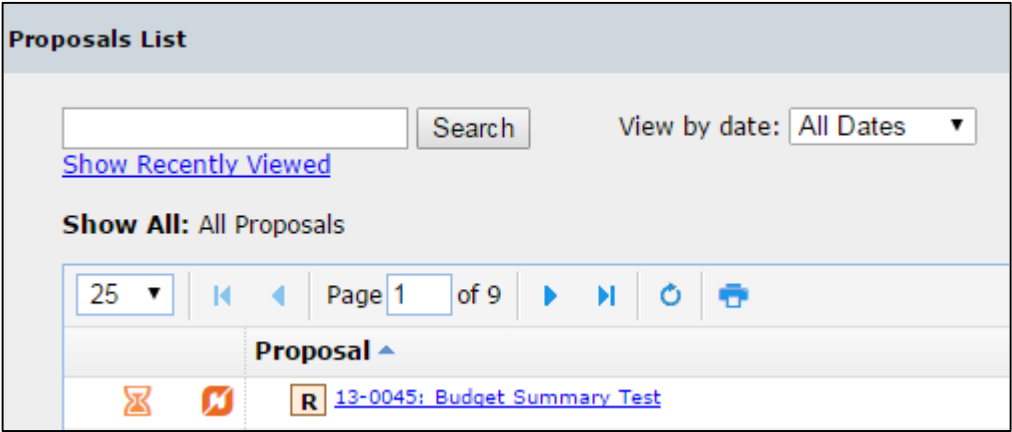 Proposals List
Search View by date: All Dates
Show Recently Viewed
Show All: All Proposals
25 Page 1 of 9
Proposal
R 13-0045: Budget Summary Test